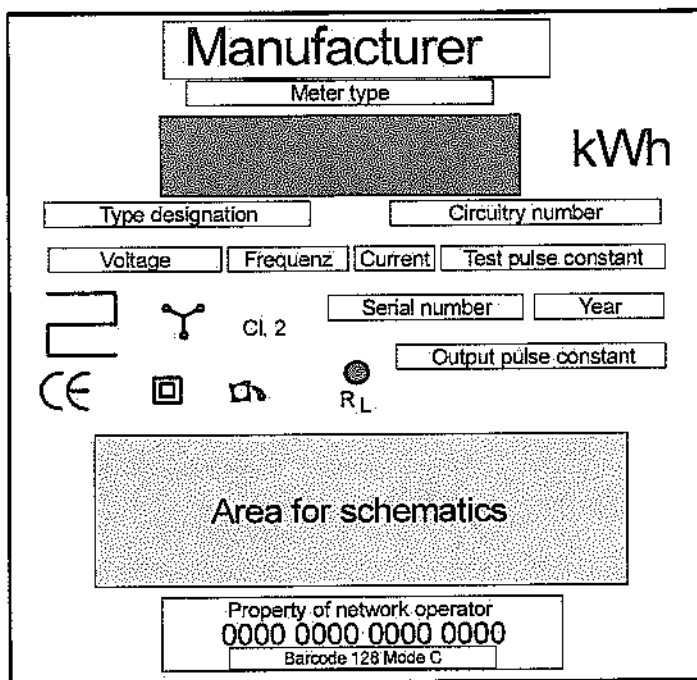 Manufacturer
Meter type
kWh
Type designation Circuitry number
Voltage Frequenz Current Test pulse constant
Cl. 2 Serial number Year
Output pulse constant
CE RL
Area for schematics
Property of network operator
0000 0000 0000 0000
Barcode 128 Mode C